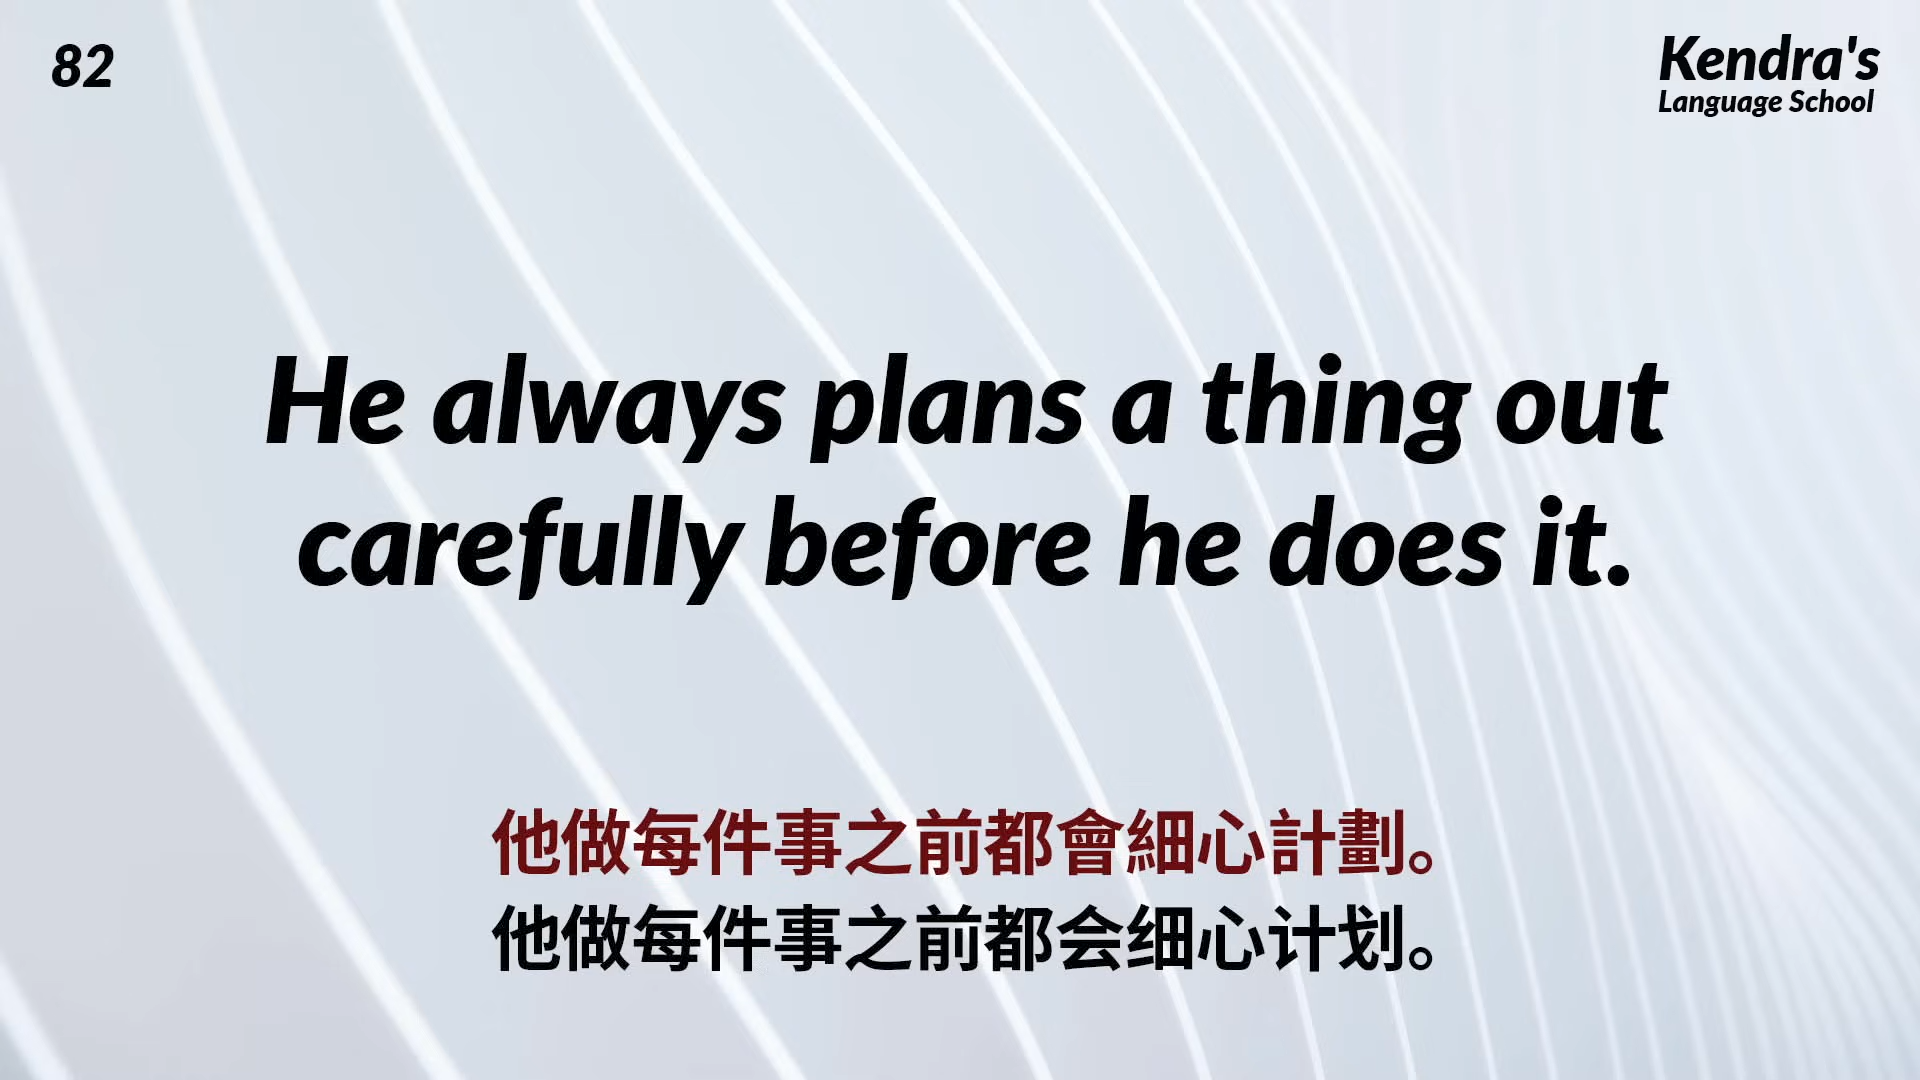 82
Kendra's
Language School
He always plans a thing out
carefully before he does it.
他做每件事之前都會細心計劃。
他做每件事之前都会细心计划。